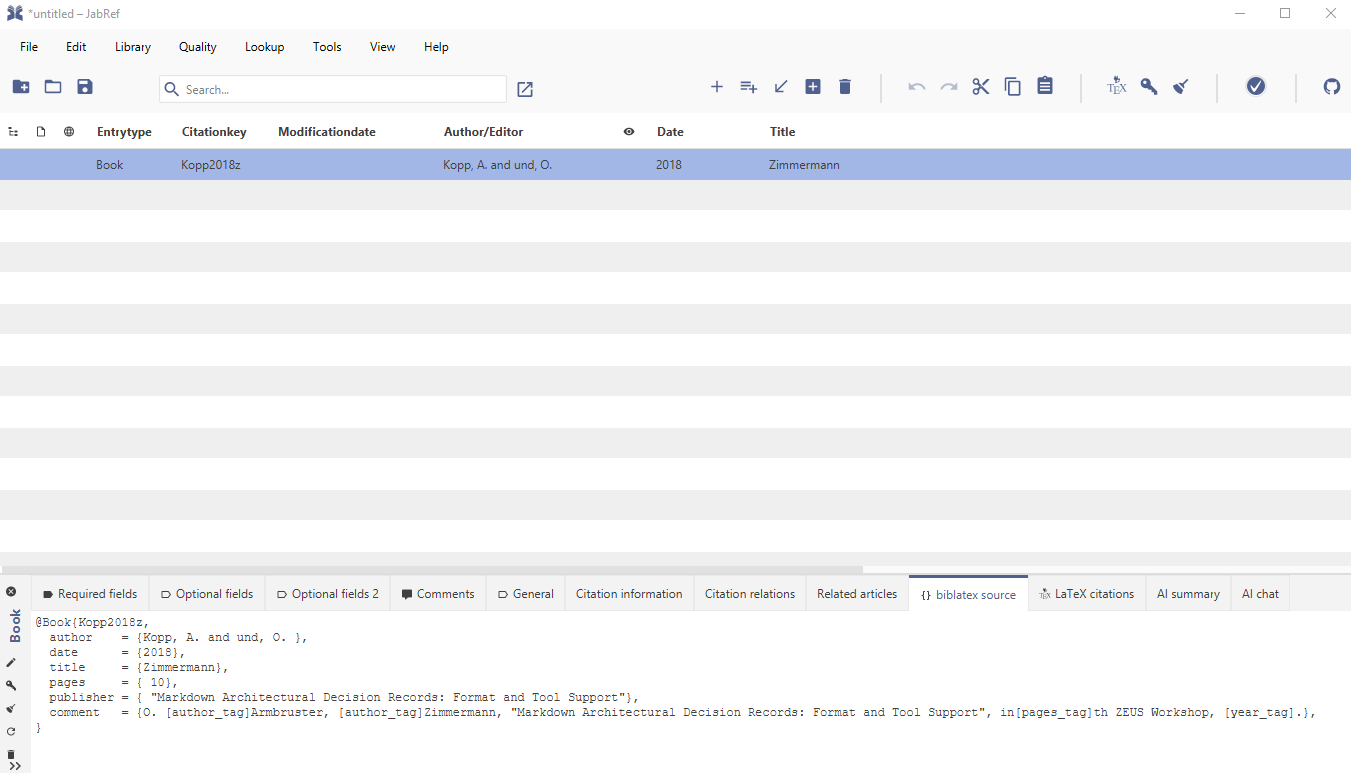 *untitled – JabRef
File Edit Library Quality Lookup Tools View Help
Search...
TEX
Entrytype Citationkey Modificationdate Author/Editor Date Title
Book Kopp2018z Kopp, A. and und, O. 2018 Zimmermann
Required fields Optional fields Optional fields 2 Comments General Citation information Citation relations Related articles {} biblatex source TEX LaTeX citations AI summary AI chat
Book
@Book{Kopp2018z,
  author    = {Kopp, A. and und, O. },
  date      = {2018},
  title     = {Zimmermann},
  pages     = { 10},
  publisher = { "Markdown Architectural Decision Records: Format and Tool Support"},
  comment   = {O. [author_tag]Armbruster, [author_tag]Zimmermann, "Markdown Architectural Decision Records: Format and Tool Support", in[pages_tag]th ZEUS Workshop, [year_tag].},
}